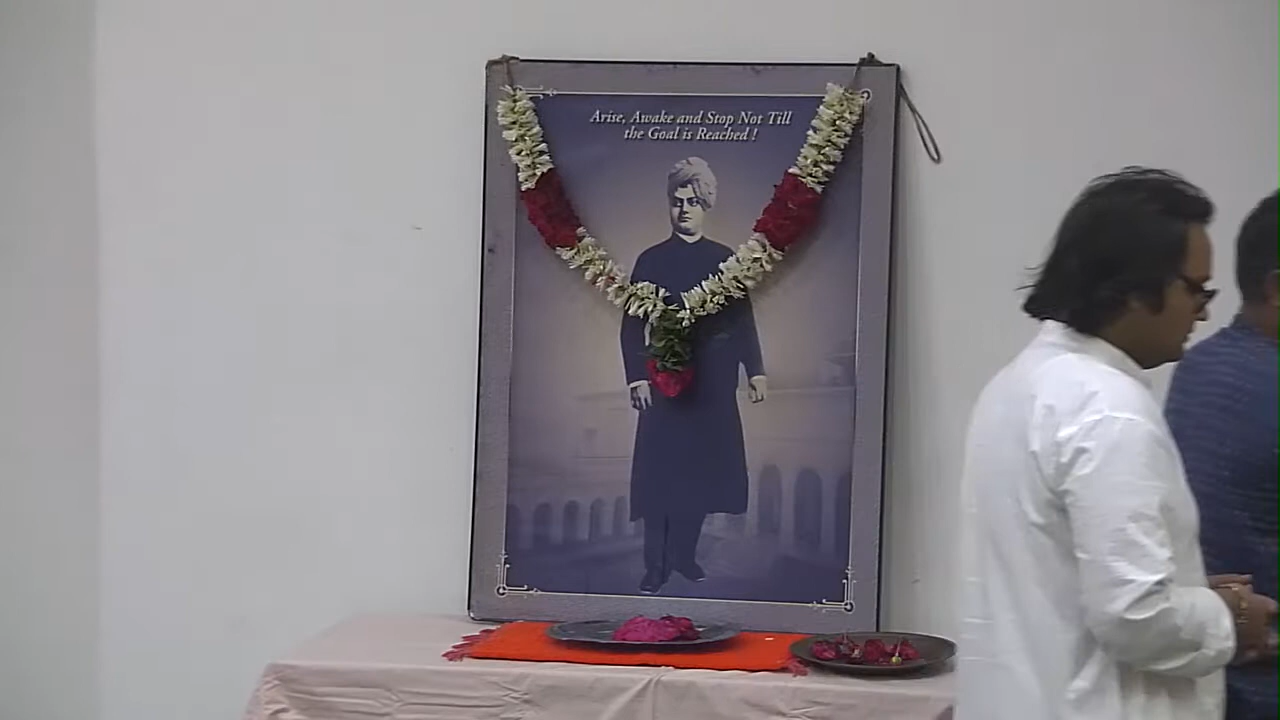 Arise, Awake and Stop Not Till
the Goal is Reached !